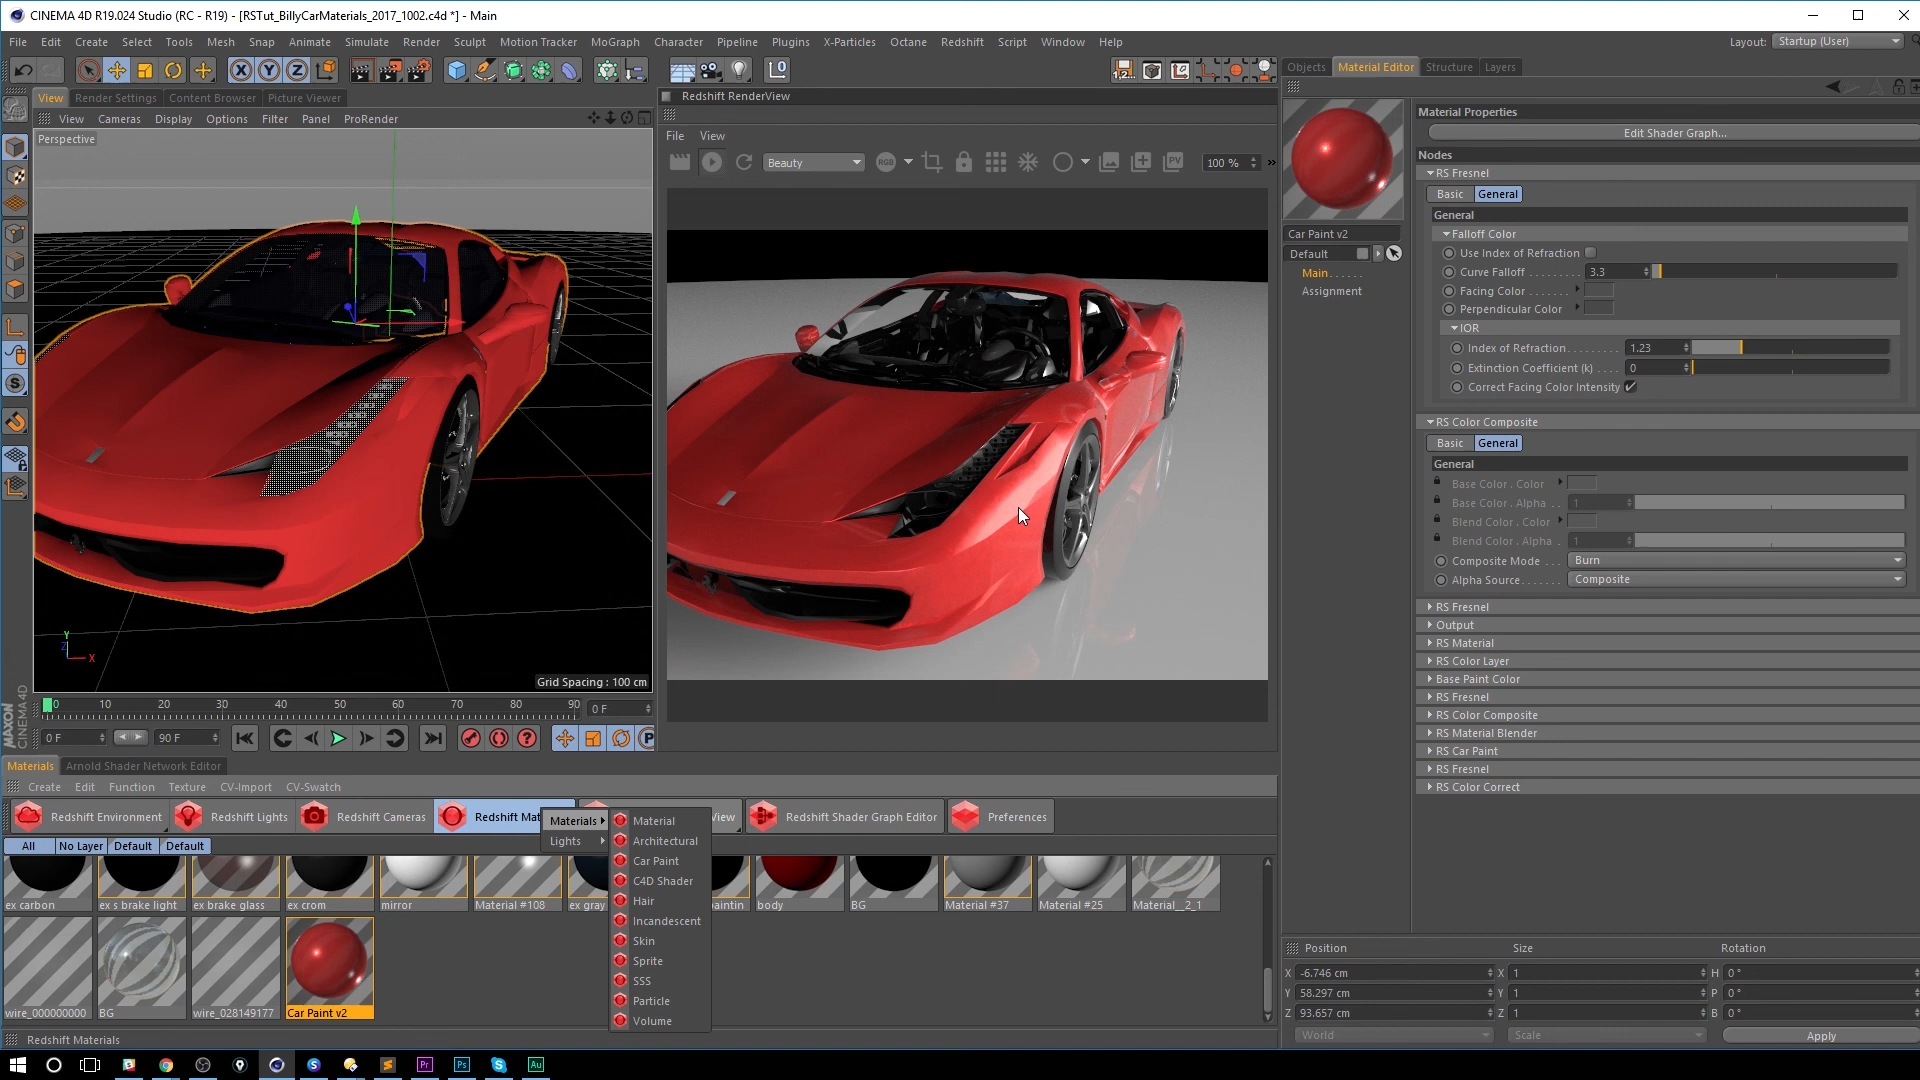 CINEMA 4D R19.024 Studio (RC - R19) - [RSTut_BillyCarMaterials_2017_1002.c4d *] - Main
File Edit Create Select Tools Mesh Snap Animate Simulate Render Sculpt Motion Tracker MoGraph Character Pipeline Plugins X-Particles Octane Redshift Script Window Help
Layout: Startup (User)
View Render Settings Content Browser Picture Viewer
View Cameras Display Options Filter Panel ProRender
Perspective
Grid Spacing : 100 cm
Y
Z
X
Redshift RenderView
File View
Beauty
RGB
PV
100 %
»
0 10 20 30 40 50 60 70 80 90
0 F
0 F
90 F
MAXON
CINEMA 4D
Objects Material Editor Structure Layers
Car Paint v2
Default
Main
Assignment
Material Properties
Edit Shader Graph...
Nodes
RS Fresnel
Basic General
General
Falloff Color
Use Index of Refraction
Curve Falloff 3.3
Facing Color
Perpendicular Color
IOR
Index of Refraction 1.23
Extinction Coefficient (k) 0
Correct Facing Color Intensity
RS Color Composite
Basic General
General
Base Color . Color
Base Color . Alpha 1
Blend Color . Color
Blend Color . Alpha 1
Composite Mode Burn
Alpha Source Composite
RS Fresnel
Output
RS Material
RS Color Layer
Base Paint Color
RS Fresnel
RS Color Composite
RS Material Blender
RS Car Paint
RS Fresnel
RS Color Correct
Materials Arnold Shader Network Editor
Create Edit Function Texture CV-Import CV-Swatch
Redshift Environment Redshift Lights Redshift Cameras Redshift Mat View Redshift Shader Graph Editor Preferences
All No Layer Default Default
Materials
Lights
Material
Architectural
Car Paint
C4D Shader
Hair
Incandescent
Skin
Sprite
SSS
Particle
Volume
ex carbon ex s brake light ex brake glass ex crom mirror Material #108 ex gray aintin body BG Material #37 Material #25 Material__2_1
wire_000000000 BG wire_028149177 Car Paint v2
Redshift Materials
Position Size Rotation
X -6.746 cm X 1 H 0 °
Y 58.297 cm Y 1 P 0 °
Z 93.657 cm Z 1 B 0 °
World Scale Apply
Pr Ps Au